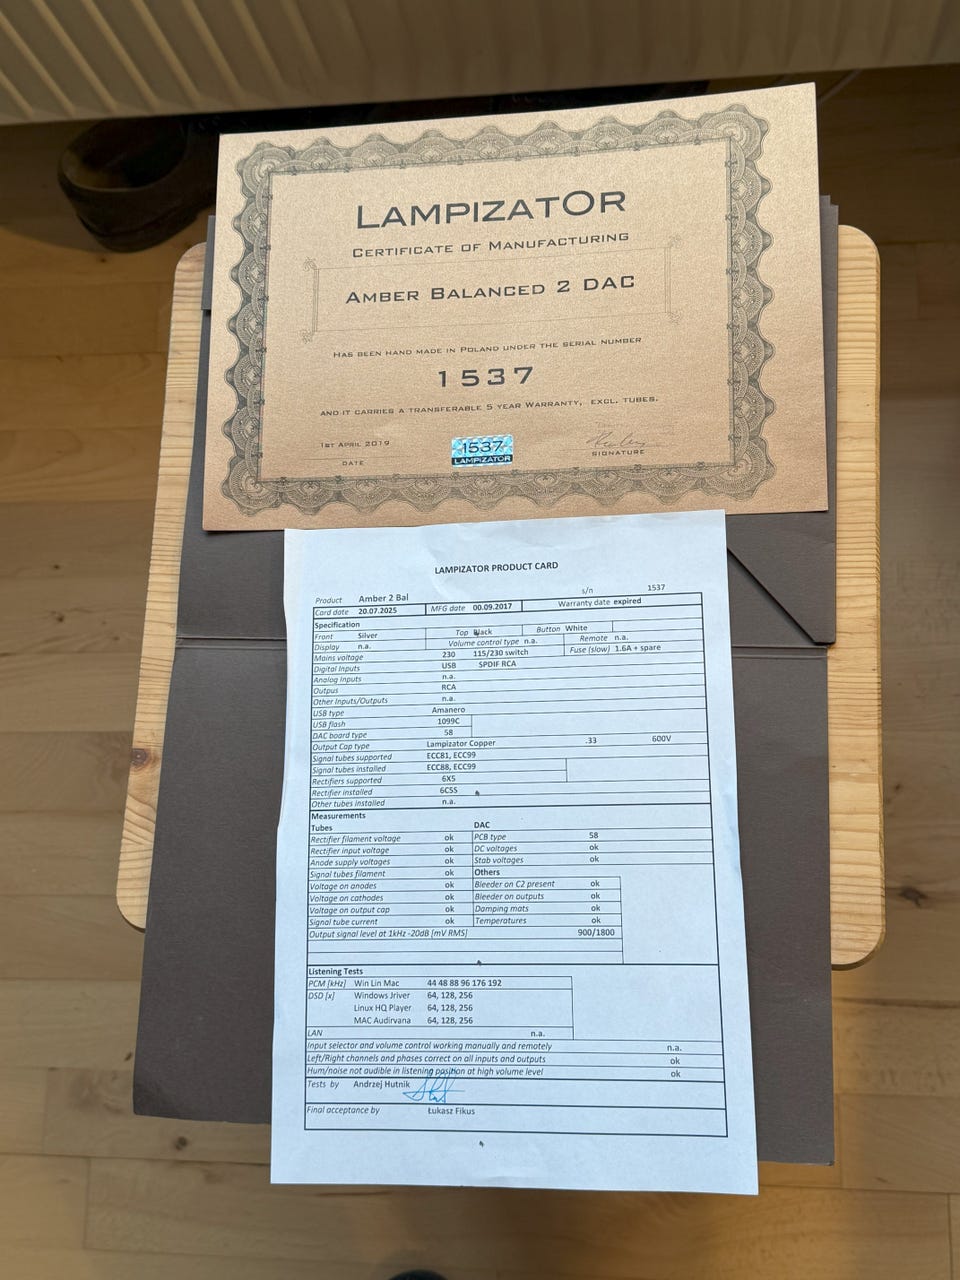 LAMPIZATOR
CERTIFICATE OF MANUFACTURING
AMBER BALANCED 2 DAC
HAS BEEN HAND MADE IN POLAND UNDER THE SERIAL NUMBER
1537
AND IT CARRIES A TRANSFERABLE 5 YEAR WARRANTY, EXCL. TUBES.
1ST APRIL 2019
DATE
1537
LAMPIZATOR
SIGNATURE
LAMPIZATOR PRODUCT CARD
Product Amber 2 Bal s/n 1537
Card date 20.07.2025 MFG date 00.09.2017 Warranty date expired
Specification
Front Silver Top Black Button White
Display n.a. Volume control type n.a. Remote n.a.
Mains voltage 230 115/230 switch Fuse (slow) 1.6A + spare
Digital Inputs USB SPDIF RCA
Analog Inputs n.a.
Outpus RCA
Other Inputs/Outputs n.a.
USB type Amanero
USB flash 1099C
DAC board type 58
Output Cap type Lampizator Copper .33 600V
Signal tubes supported ECC81, ECC99
Signal tubes installed ECC88, ECC99
Rectifiers supported 6X5
Rectifier installed 6C5S
Other tubes installed n.a.
Measurements
Tubes DAC
Rectifier filament voltage ok PCB type 58
Rectifier input voltage ok DC voltages ok
Anode supply voltages ok Stab voltages ok
Signal tubes filament ok Others
Voltage on anodes ok Bleeder on C2 present ok
Voltage on cathodes ok Bleeder on outputs ok
Voltage on output cap ok Damping mats ok
Signal tube current ok Temperatures ok
Output signal level at 1kHz -20dB [mV RMS] 900/1800
Listening Tests
PCM [kHz] Win Lin Mac 44 48 88 96 176 192
DSD [x] Windows Jriver 64, 128, 256
Linux HQ Player 64, 128, 256
MAC Audirvana 64, 128, 256
LAN n.a.
Input selector and volume control working manually and remotely n.a.
Left/Right channels and phases correct on all inputs and outputs ok
Hum/noise not audible in listening position at high volume level ok
Tests by Andrzej Hutnik
Final acceptance by Łukasz Fikus